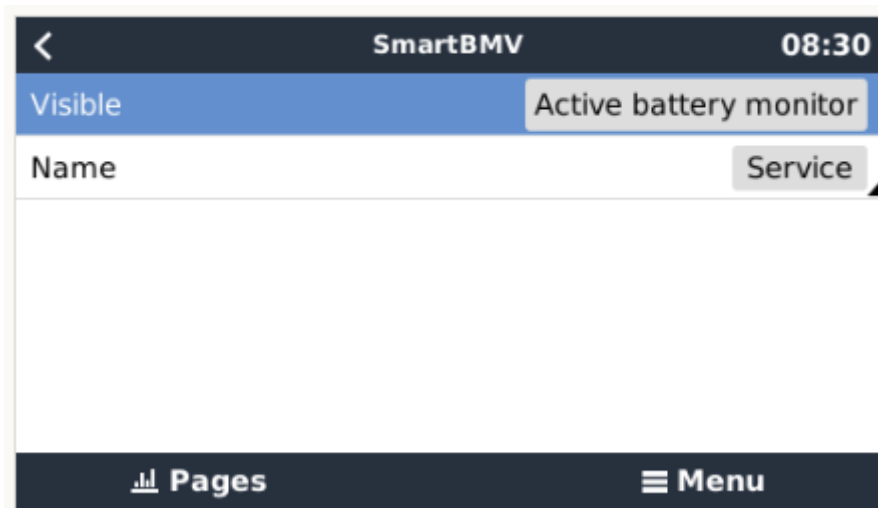 SmartBMV 08:30
Visible Active battery monitor
Name Service
Pages Menu